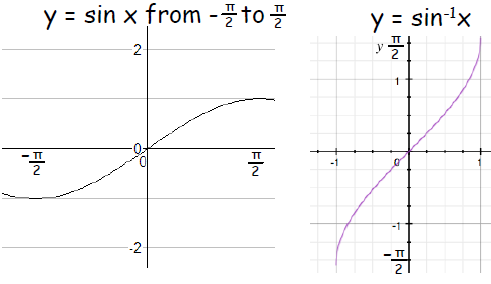 y = sin x from -π/2 to π/2
2
0
0
-π/2
π/2
-2
y = sin⁻¹x
y π/2
1
-1
0
1
-1
-π/2